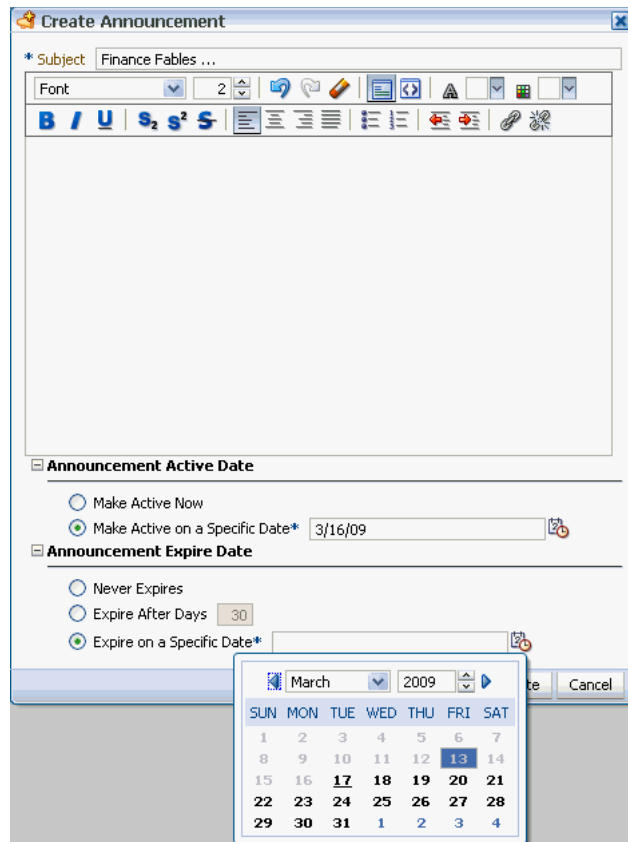 Create Announcement
* Subject Finance Fables ...
Font 2 A
B I U S₂ S² S
Announcement Active Date
Make Active Now
Make Active on a Specific Date* 3/16/09
Announcement Expire Date
Never Expires
Expire After Days 30
Expire on a Specific Date*
te Cancel
March 2009
SUN MON TUE WED THU FRI SAT
1 2 3 4 5 6 7
8 9 10 11 12 13 14
15 16 17 18 19 20 21
22 23 24 25 26 27 28
29 30 31 1 2 3 4